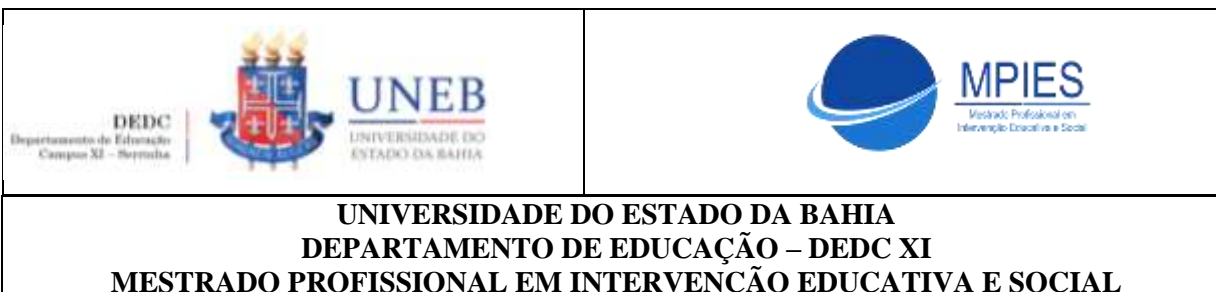 DEDC
Departamento de Educação
Campus XI – Serrinha
UNEB
UNIVERSIDADE DO
ESTADO DA BAHIA
MPIES
Mestrado Profissional em
Intervenção Educativa e Social
UNIVERSIDADE DO ESTADO DA BAHIA
DEPARTAMENTO DE EDUCAÇÃO – DEDC XI
MESTRADO PROFISSIONAL EM INTERVENÇÃO EDUCATIVA E SOCIAL